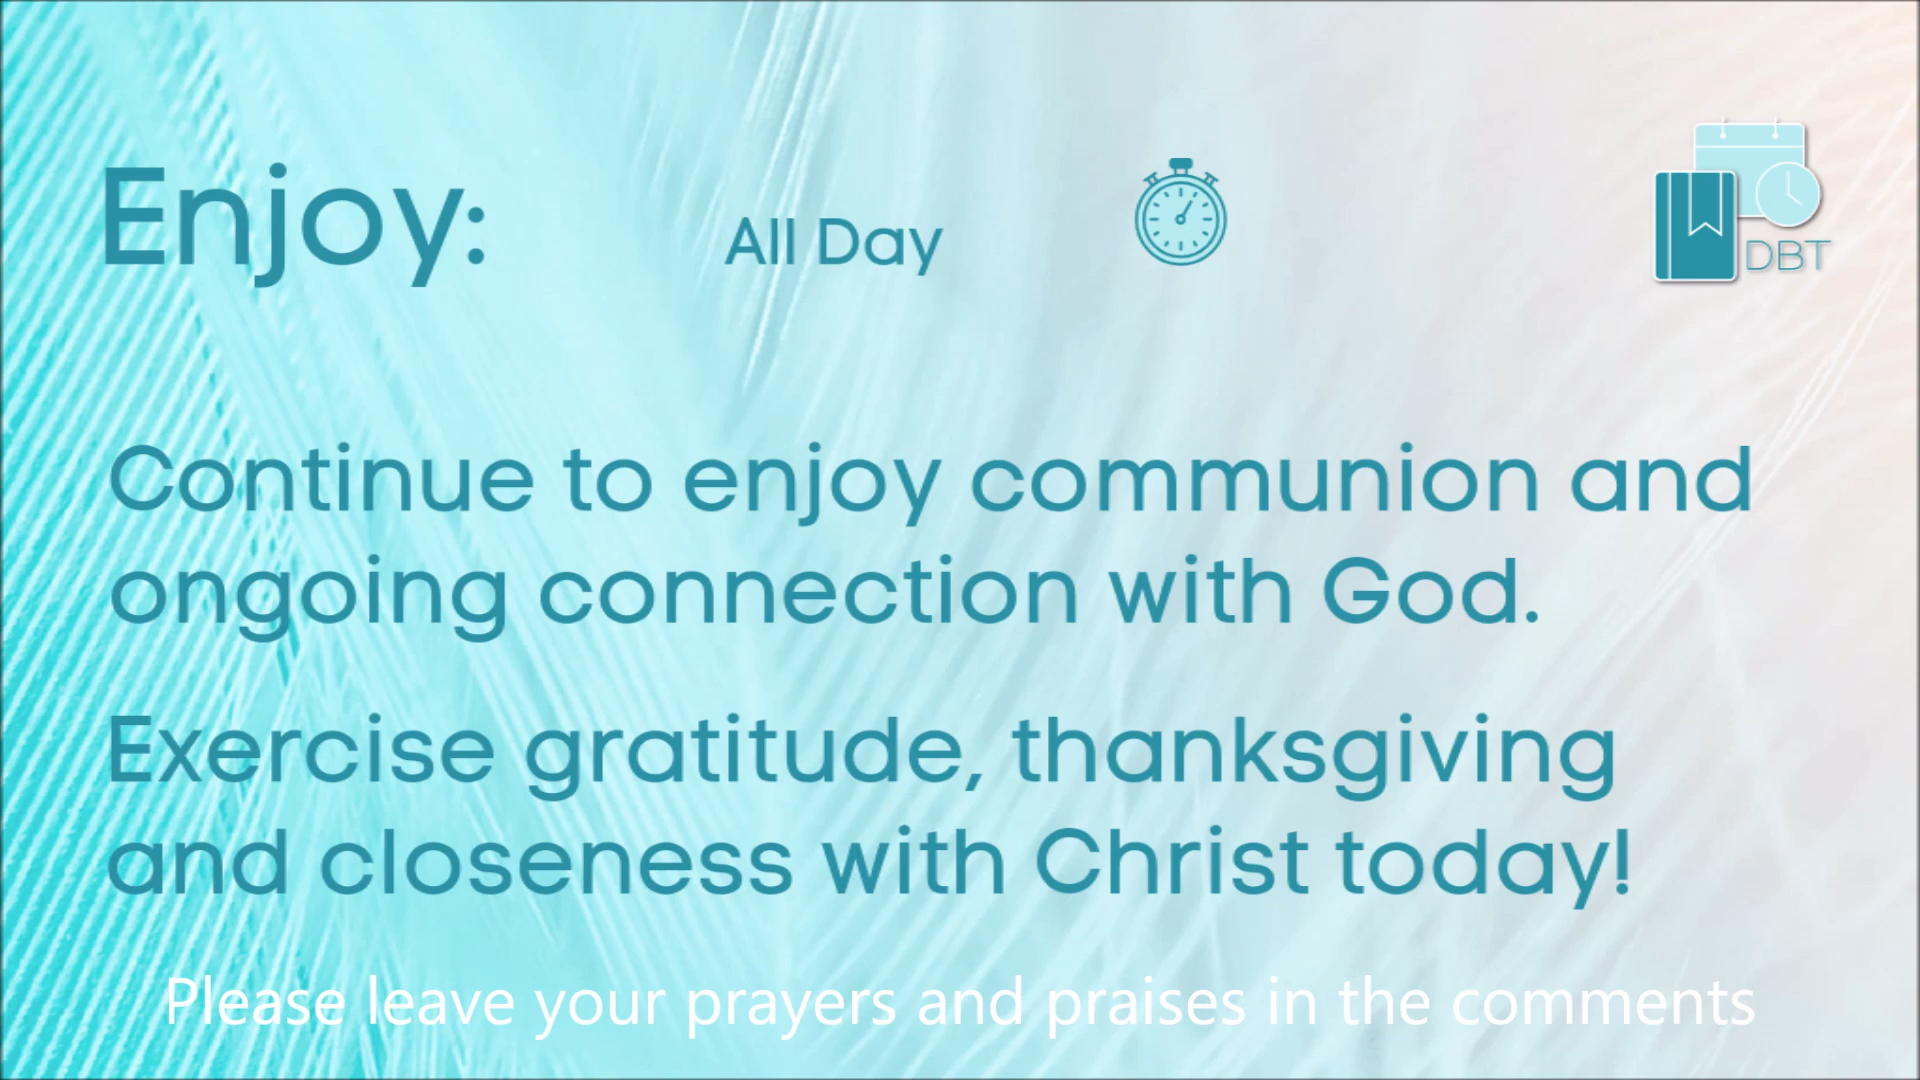 Enjoy:
All Day
DBT
Continue to enjoy communion and
ongoing connection with God.
Exercise gratitude, thanksgiving
and closeness with Christ today!
Please leave your prayers and praises in the comments